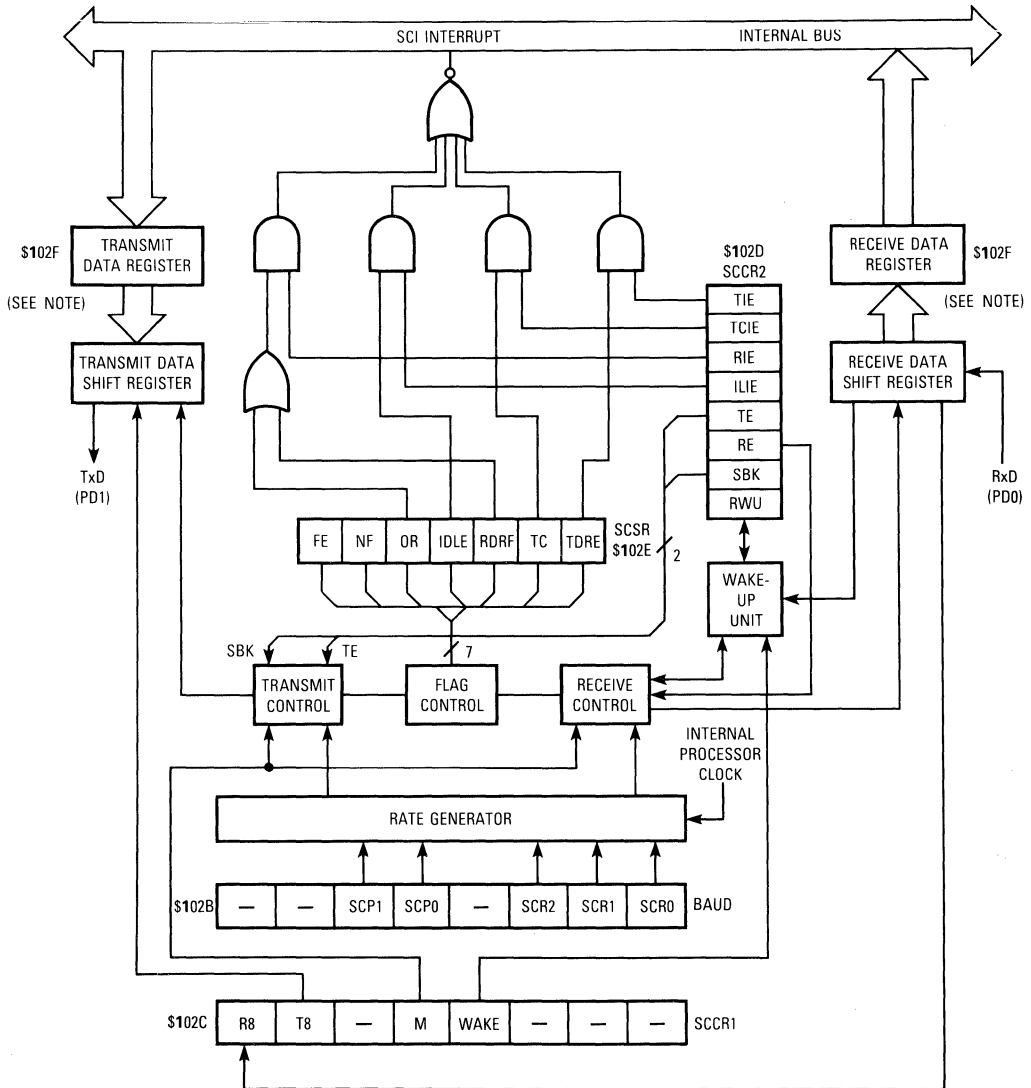 SCI INTERRUPT
INTERNAL BUS
$102F
TRANSMIT
DATA REGISTER
(SEE NOTE)
TRANSMIT DATA
SHIFT REGISTER
TxD
(PD1)
RECEIVE DATA
REGISTER
$102F
(SEE NOTE)
RECEIVE DATA
SHIFT REGISTER
RxD
(PD0)
$102D
SCCR2
TIE
TCIE
RIE
ILIE
TE
RE
SBK
RWU
FE NF OR IDLE RDRF TC TDRE
SCSR
$102E
2
WAKE-
UP
UNIT
SBK
TE
7
TRANSMIT
CONTROL
FLAG
CONTROL
RECEIVE
CONTROL
INTERNAL
PROCESSOR
CLOCK
RATE GENERATOR
$102B — — SCP1 SCP0 — SCR2 SCR1 SCR0 BAUD
$102C R8 T8 — M WAKE — — — SCCR1